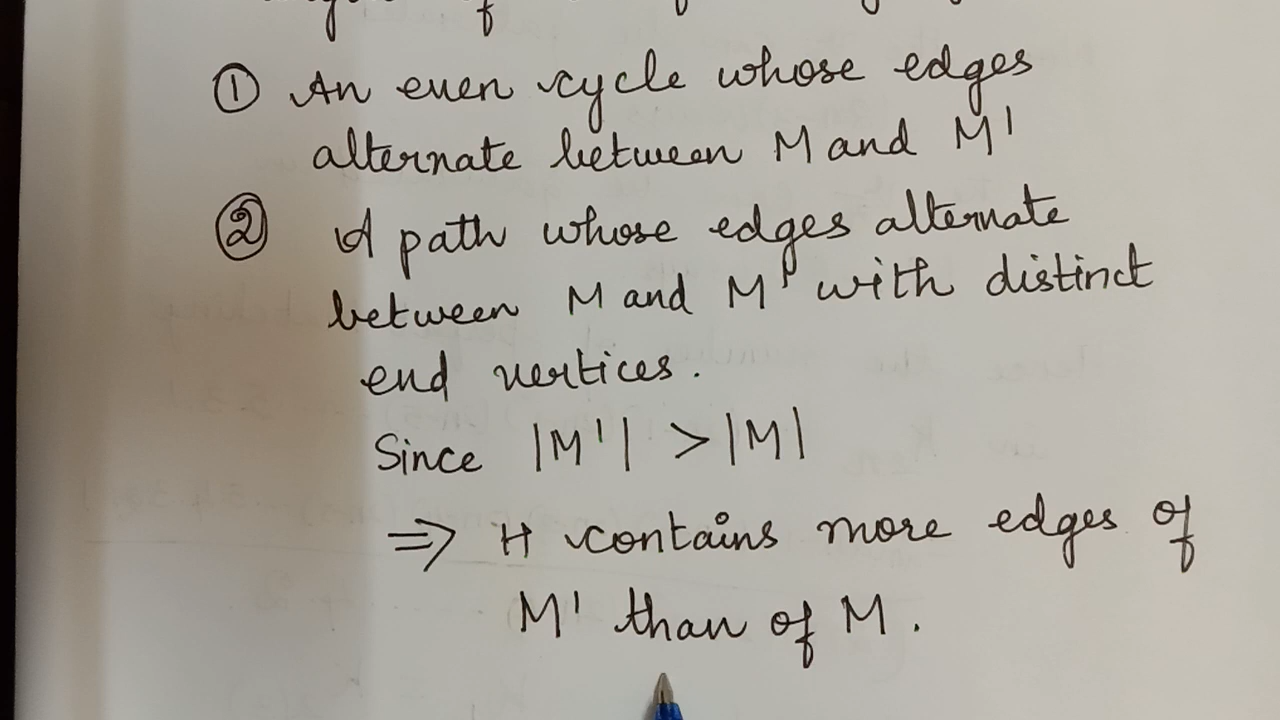 ① An even cycle whose edges
alternate between M and M'
② A path whose edges alternate
between M and M' with distinct
end vertices.
Since |M'| > |M|
⇒ H contains more edges of
M' than of M.